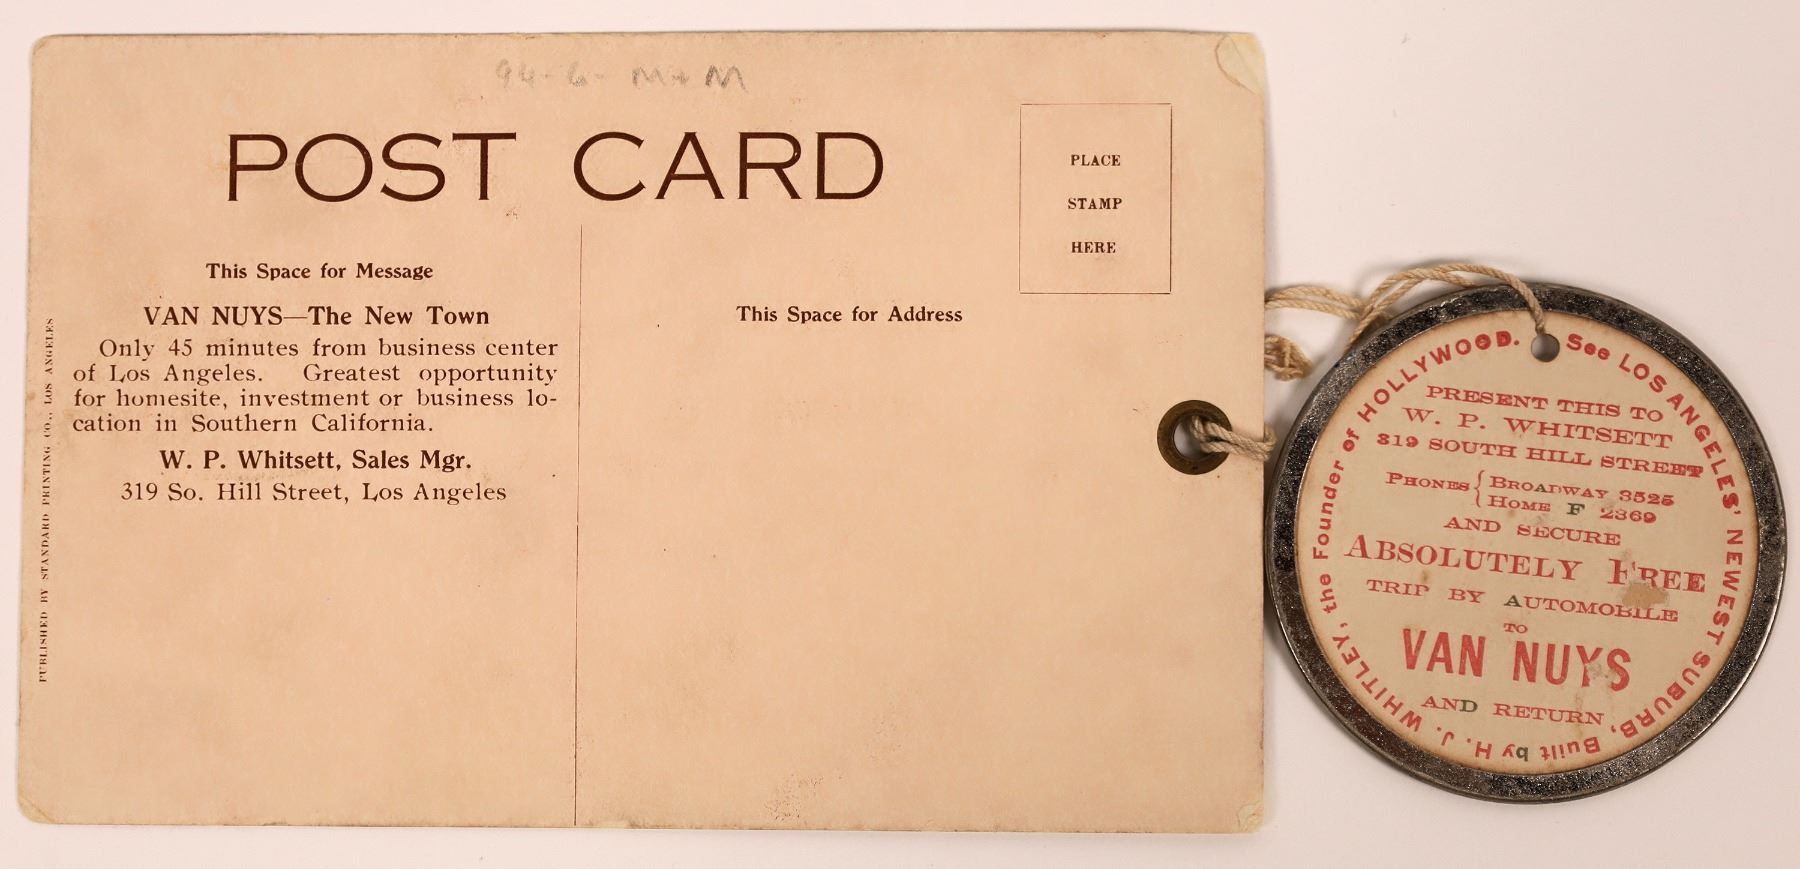 94-6- M+M
POST CARD
PLACE
STAMP
HERE
This Space for Message
VAN NUYS—The New Town
Only 45 minutes from business center
of Los Angeles. Greatest opportunity
for homesite, investment or business lo-
cation in Southern California.
W. P. Whitsett, Sales Mgr.
319 So. Hill Street, Los Angeles
This Space for Address
PUBLISHED BY STANDARD PRINTING CO., LOS ANGELES
See LOS ANGELES' NEWEST SUBURB, Built by H. J. WHITLEY, the Founder of HOLLYWOOD.
PRESENT THIS TO
W. P. WHITSETT
319 SOUTH HILL STREET
PHONES { BROADWAY 3525
HOME F 2369
AND SECURE
ABSOLUTELY FREE
TRIP BY AUTOMOBILE
TO
VAN NUYS
AND RETURN